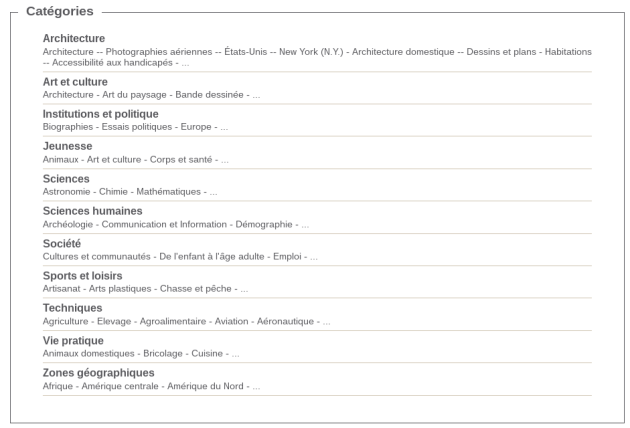 Catégories
Architecture
Architecture -- Photographies aériennes -- États-Unis -- New York (N.Y.) - Architecture domestique -- Dessins et plans - Habitations
-- Accessibilité aux handicapés - ...
Art et culture
Architecture - Art du paysage - Bande dessinée - ...
Institutions et politique
Biographies - Essais politiques - Europe - ...
Jeunesse
Animaux - Art et culture - Corps et santé - ...
Sciences
Astronomie - Chimie - Mathématiques - ...
Sciences humaines
Archéologie - Communication et Information - Démographie - ...
Société
Cultures et communautés - De l'enfant à l'âge adulte - Emploi - ...
Sports et loisirs
Artisanat - Arts plastiques - Chasse et pêche - ...
Techniques
Agriculture - Elevage - Agroalimentaire - Aviation - Aéronautique - ...
Vie pratique
Animaux domestiques - Bricolage - Cuisine - ...
Zones géographiques
Afrique - Amérique centrale - Amérique du Nord - ...